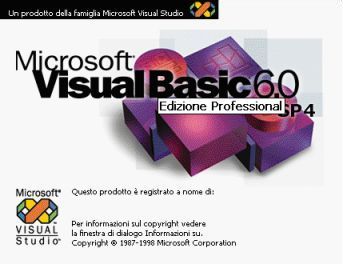 Un prodotto della famiglia Microsoft Visual Studio
Microsoft®
Visual Basic 6.0
Edizione Professional
SP4
Microsoft®
VISUAL
Studio™
Questo prodotto è registrato a nome di:
Per informazioni sul copyright vedere
la finestra di dialogo Informazioni su.
Copyright © 1987-1998 Microsoft Corporation